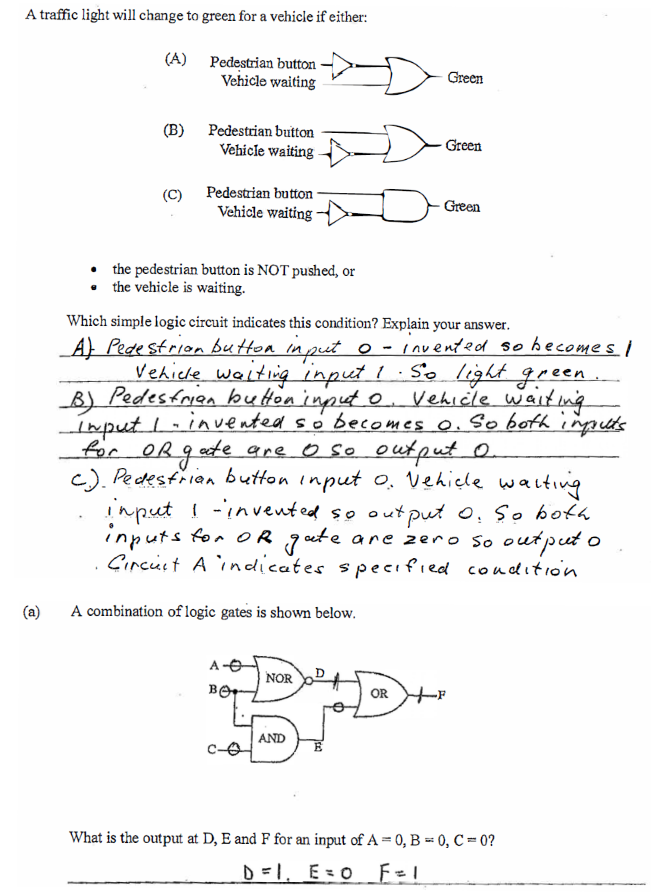 A traffic light will change to green for a vehicle if either:
(A) Pedestrian button
Vehicle waiting
Green
(B) Pedestrian button
Vehicle waiting
Green
(C) Pedestrian button
Vehicle waiting
Green
• the pedestrian button is NOT pushed, or
• the vehicle is waiting.
Which simple logic circuit indicates this condition? Explain your answer.
A) Pedestrian button input 0 - invented so becomes 1
Vehicle waiting input 1. So light green.
B) Pedestrian button input 0. Vehicle waiting
input 1 - invented so becomes 0. So both inputs
for OR gate are 0 so output 0.
C). Pedestrian button input 0. Vehicle waiting
input 1 - invented so output 0. So both
inputs for OR gate are zero so output 0
. Circuit A indicates specified condition
(a) A combination of logic gates is shown below.
A
NOR
D
B
OR
F
AND
C
E
What is the output at D, E and F for an input of A = 0, B = 0, C = 0?
D = 1. E = 0 F = 1